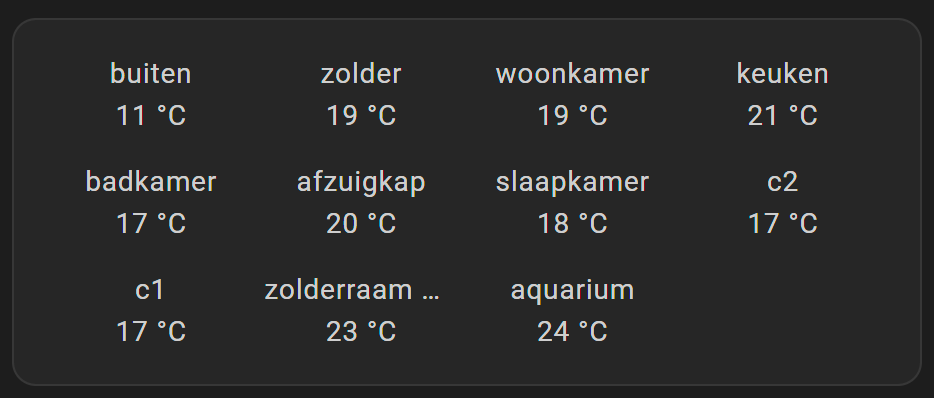 buiten zolder woonkamer keuken
11 °C 19 °C 19 °C 21 °C
badkamer afzuigkap slaapkamer c2
17 °C 20 °C 18 °C 17 °C
c1 zolderraam ... aquarium
17 °C 23 °C 24 °C